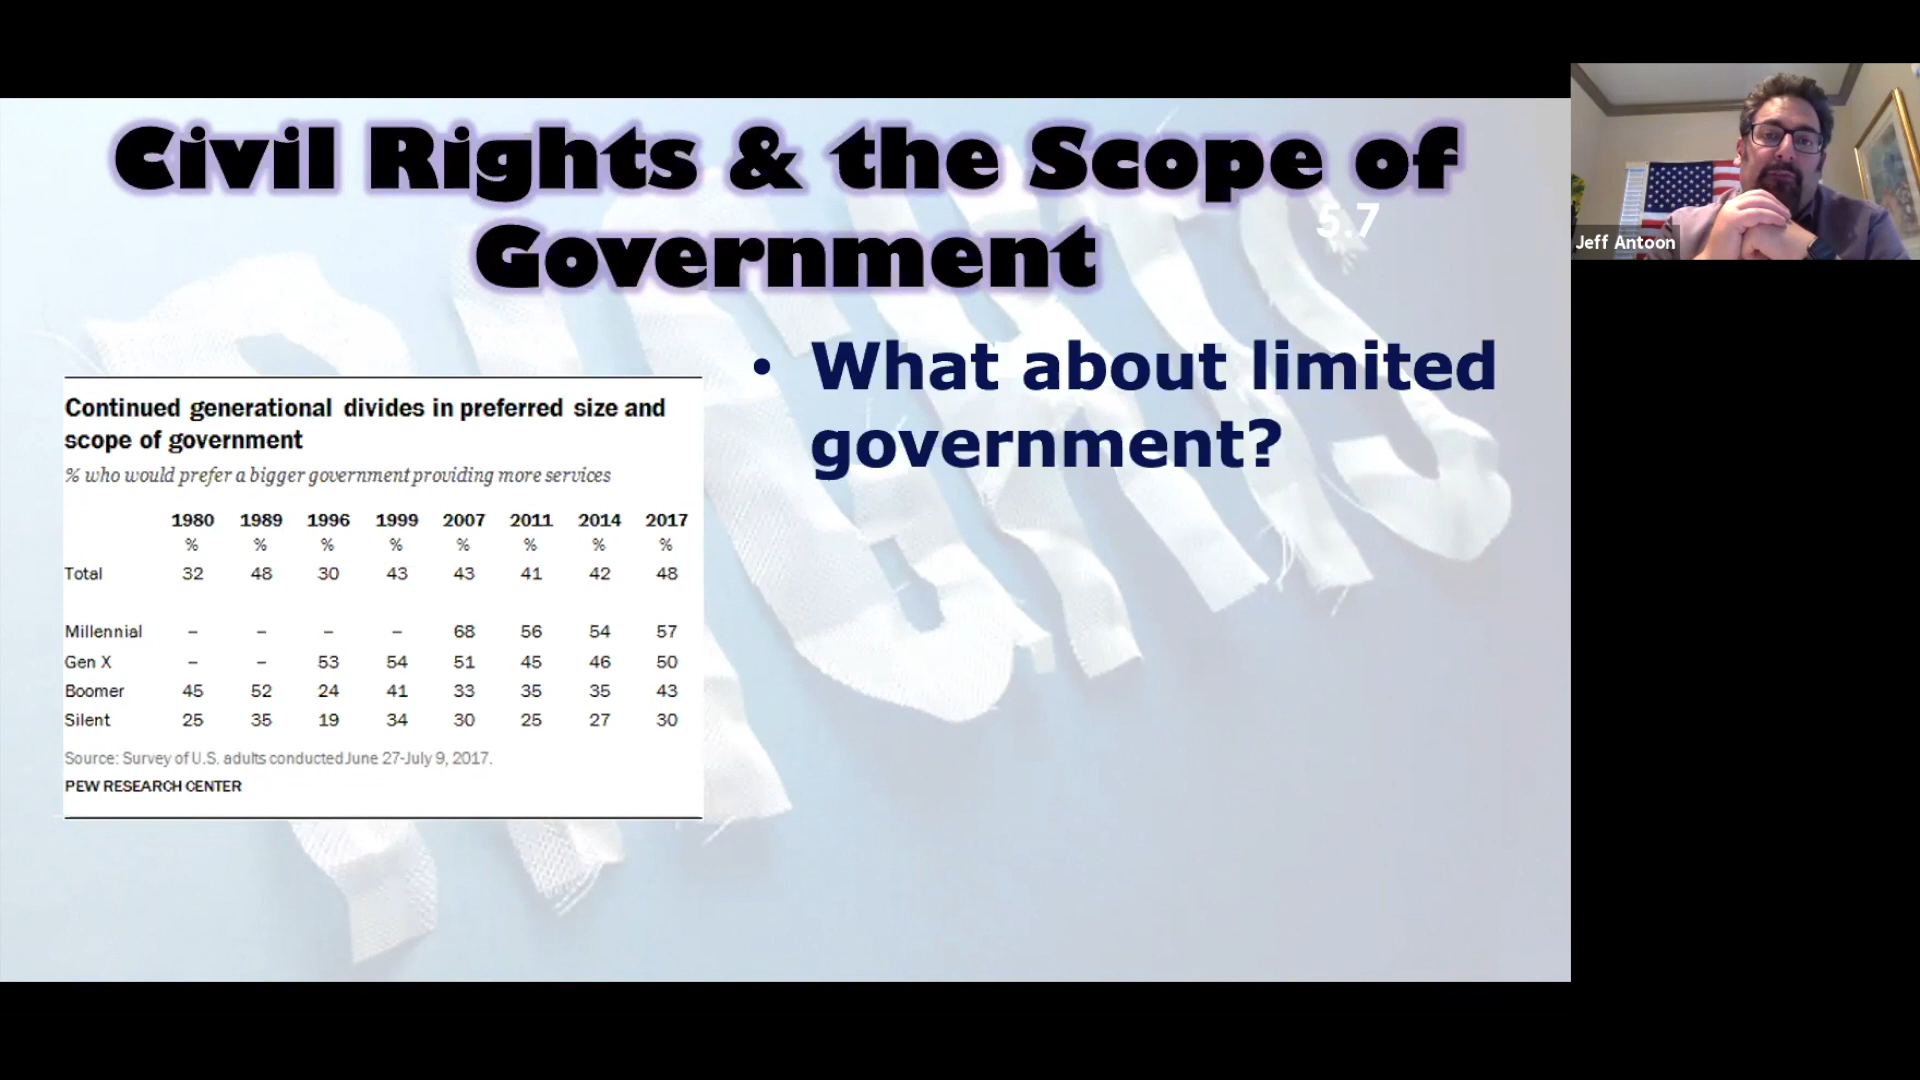 Civil Rights & the Scope of
Government
5.7
Jeff Antoon
• What about limited
government?
Continued generational divides in preferred size and
scope of government
% who would prefer a bigger government providing more services
1980 1989 1996 1999 2007 2011 2014 2017
% % % % % % % %
Total 32 48 30 43 43 41 42 48
Millennial – – – – 68 56 54 57
Gen X – – 53 54 51 45 46 50
Boomer 45 52 24 41 33 35 35 43
Silent 25 35 19 34 30 25 27 30
Source: Survey of U.S. adults conducted June 27-July 9, 2017.
PEW RESEARCH CENTER
RIGHTS